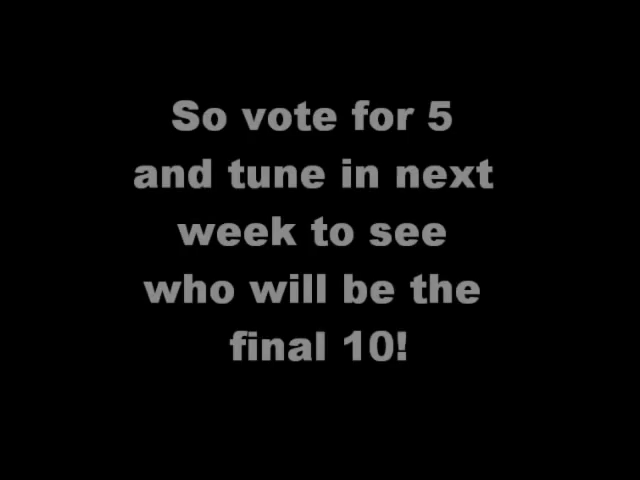 So vote for 5
and tune in next
week to see
who will be the
final 10!